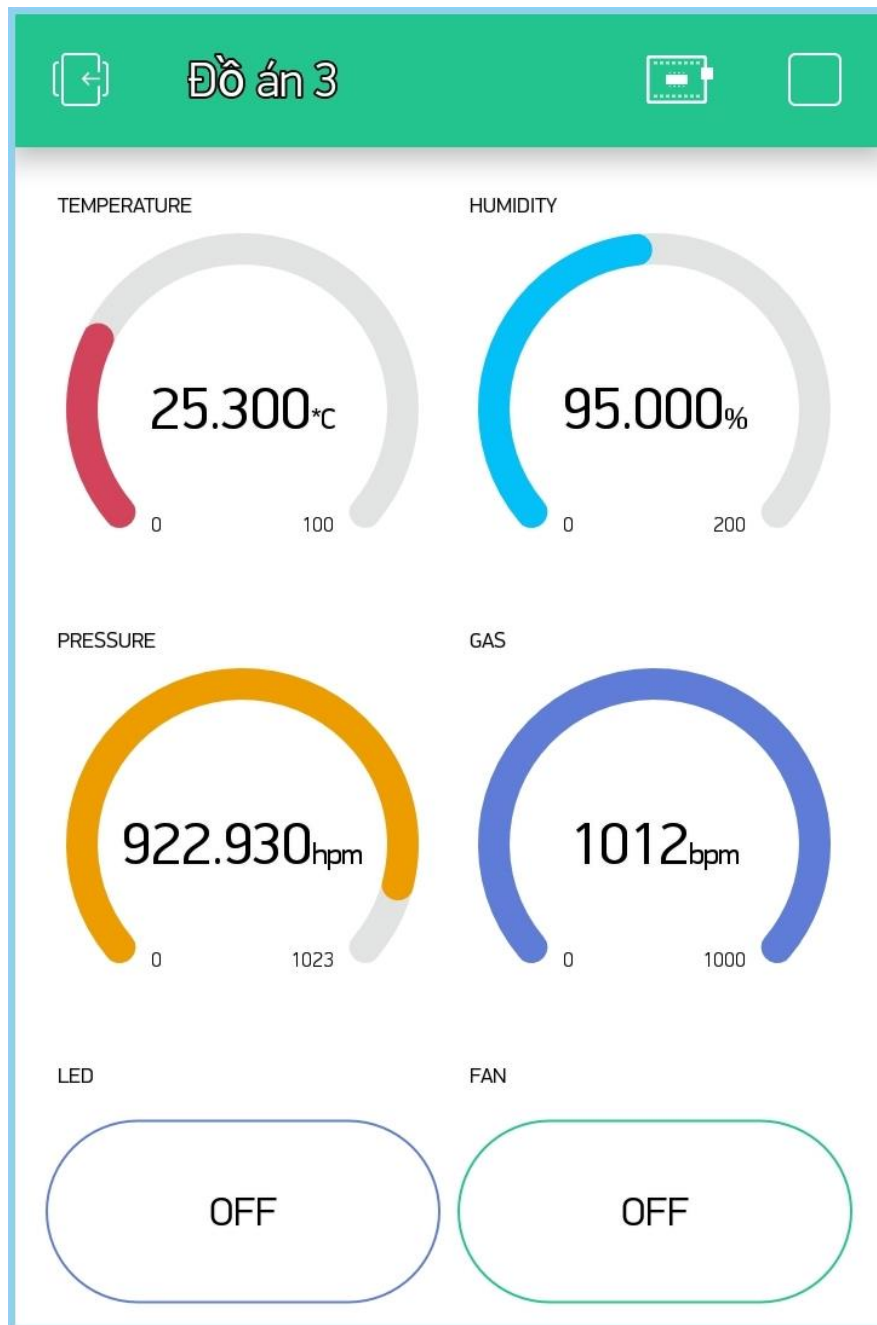 Đồ án 3
TEMPERATURE
HUMIDITY
25.300*C
95.000%
0 100
0 200
PRESSURE
GAS
922.930hpm
1012bpm
0 1023
0 1000
LED
FAN
OFF
OFF